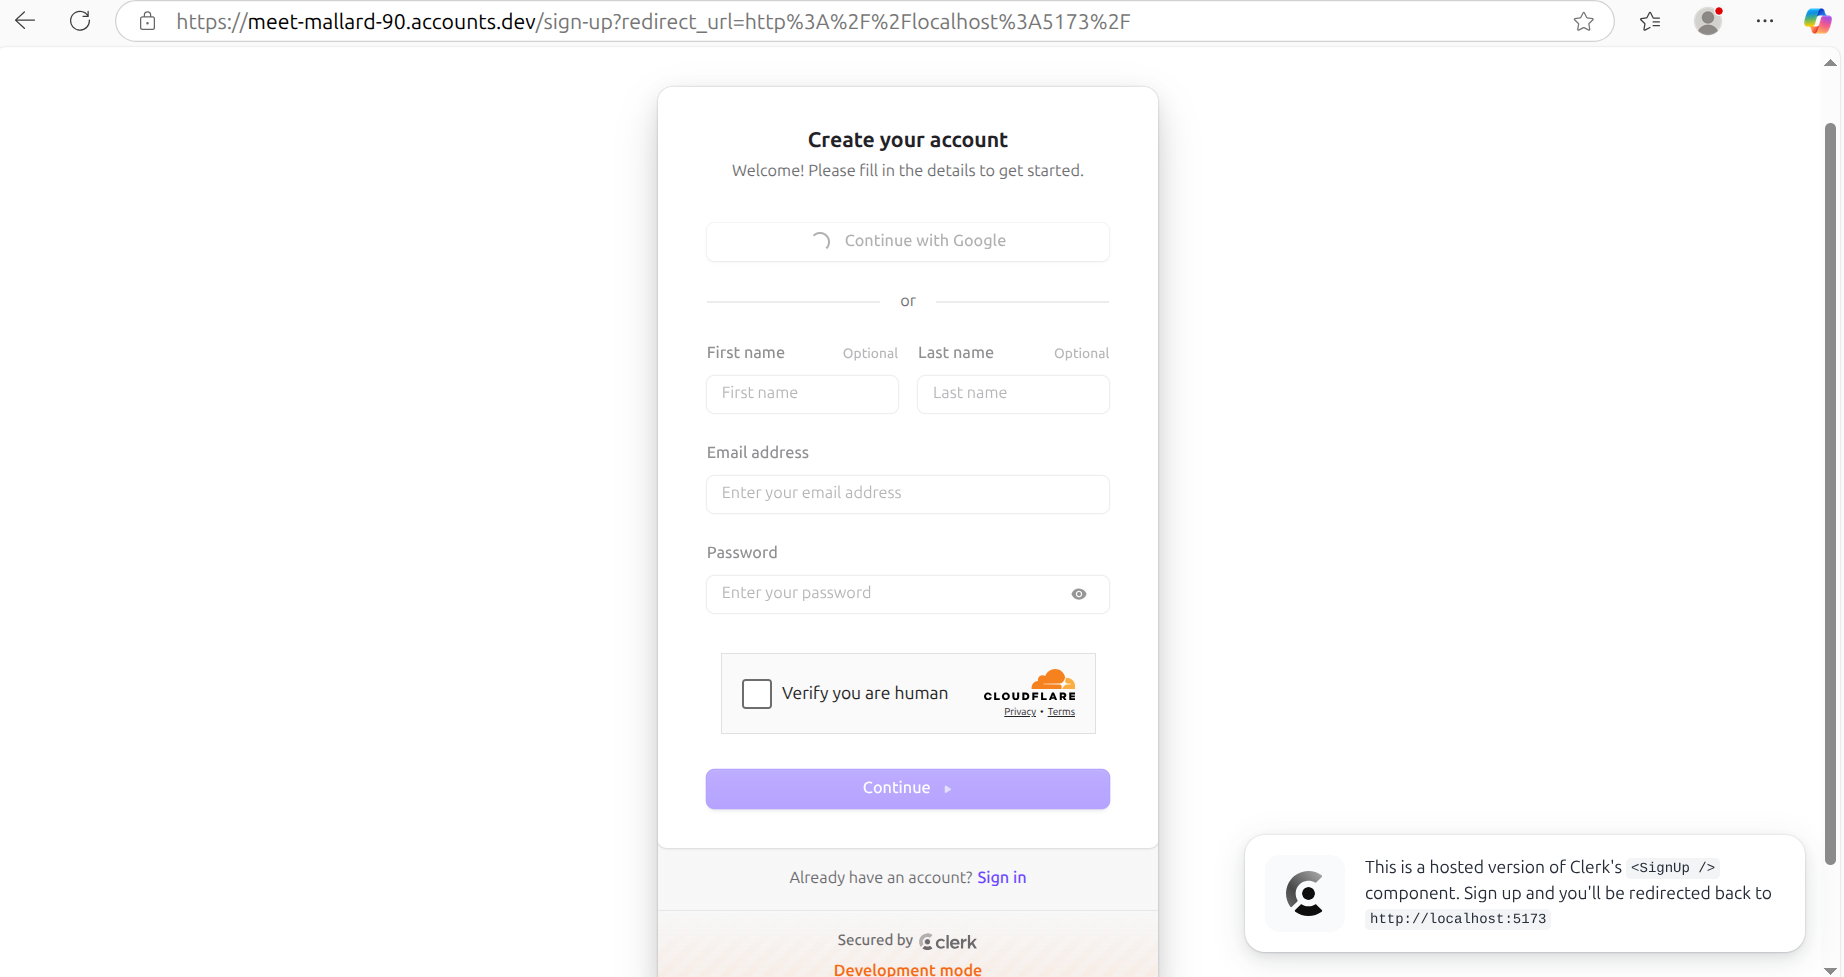 https://meet-mallard-90.accounts.dev/sign-up?redirect_url=http%3A%2F%2Flocalhost%3A5173%2F
Create your account
Welcome! Please fill in the details to get started.
Continue with Google
or
First name Optional Last name Optional
First name Last name
Email address
Enter your email address
Password
Enter your password
Verify you are human
CLOUDFLARE
Privacy • Terms
Continue
Already have an account? Sign in
Secured by clerk
Development mode
This is a hosted version of Clerk's <SignUp />
component. Sign up and you'll be redirected back to
http://localhost:5173